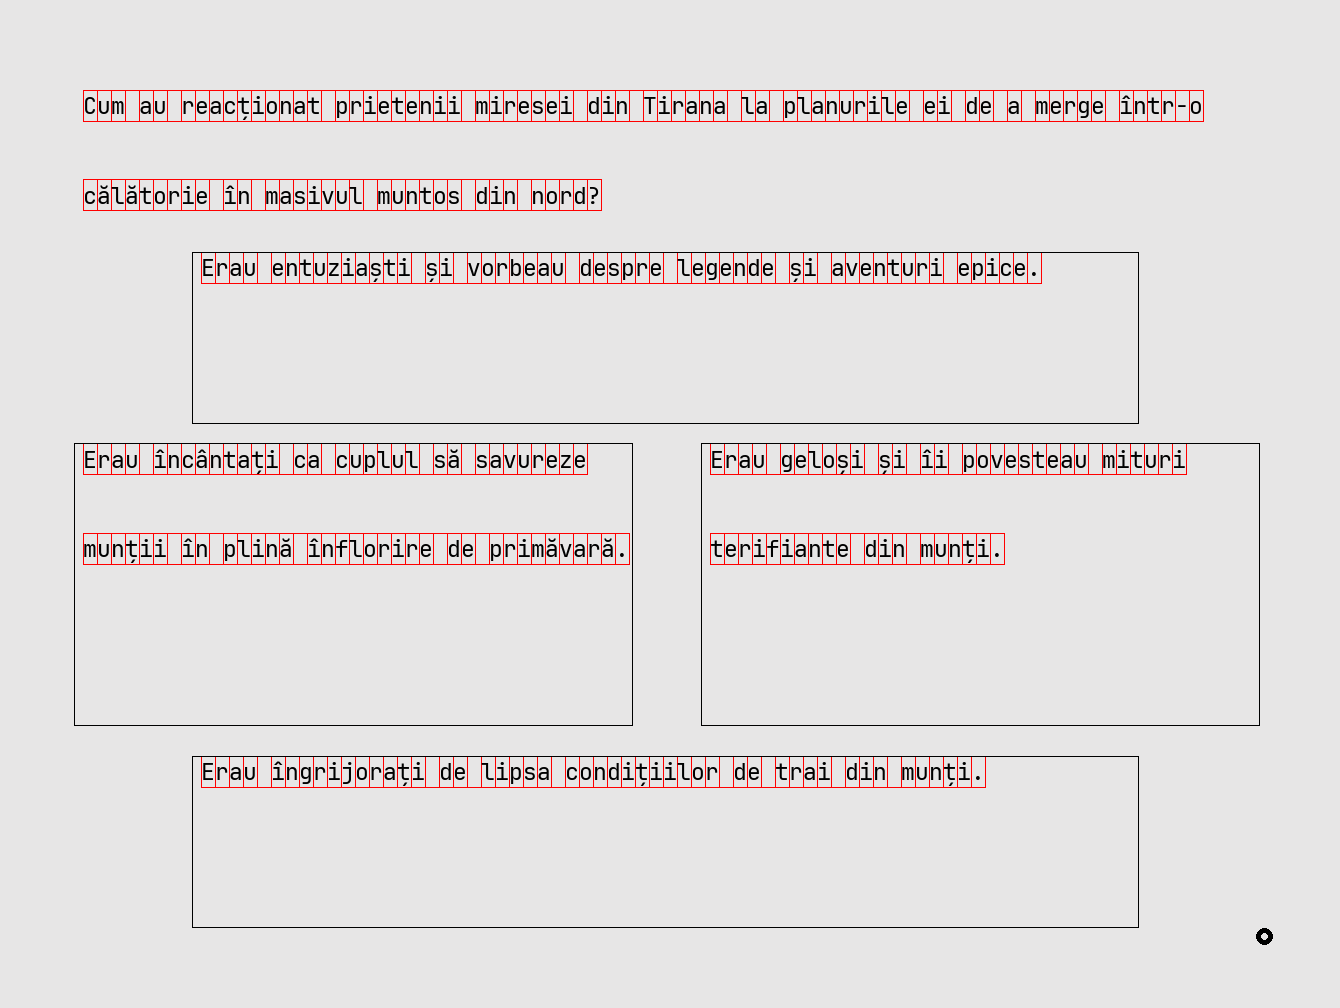 Cum au reacționat prietenii miresei din Tirana la planurile ei de a merge într-o
călătorie în masivul muntos din nord?
Erau entuziaști și vorbeau despre legende și aventuri epice.
Erau încântați ca cuplul să savureze
munții în plină înflorire de primăvară.
Erau geloși și îi povesteau mituri
terifiante din munți.
Erau îngrijorați de lipsa condițiilor de trai din munți.